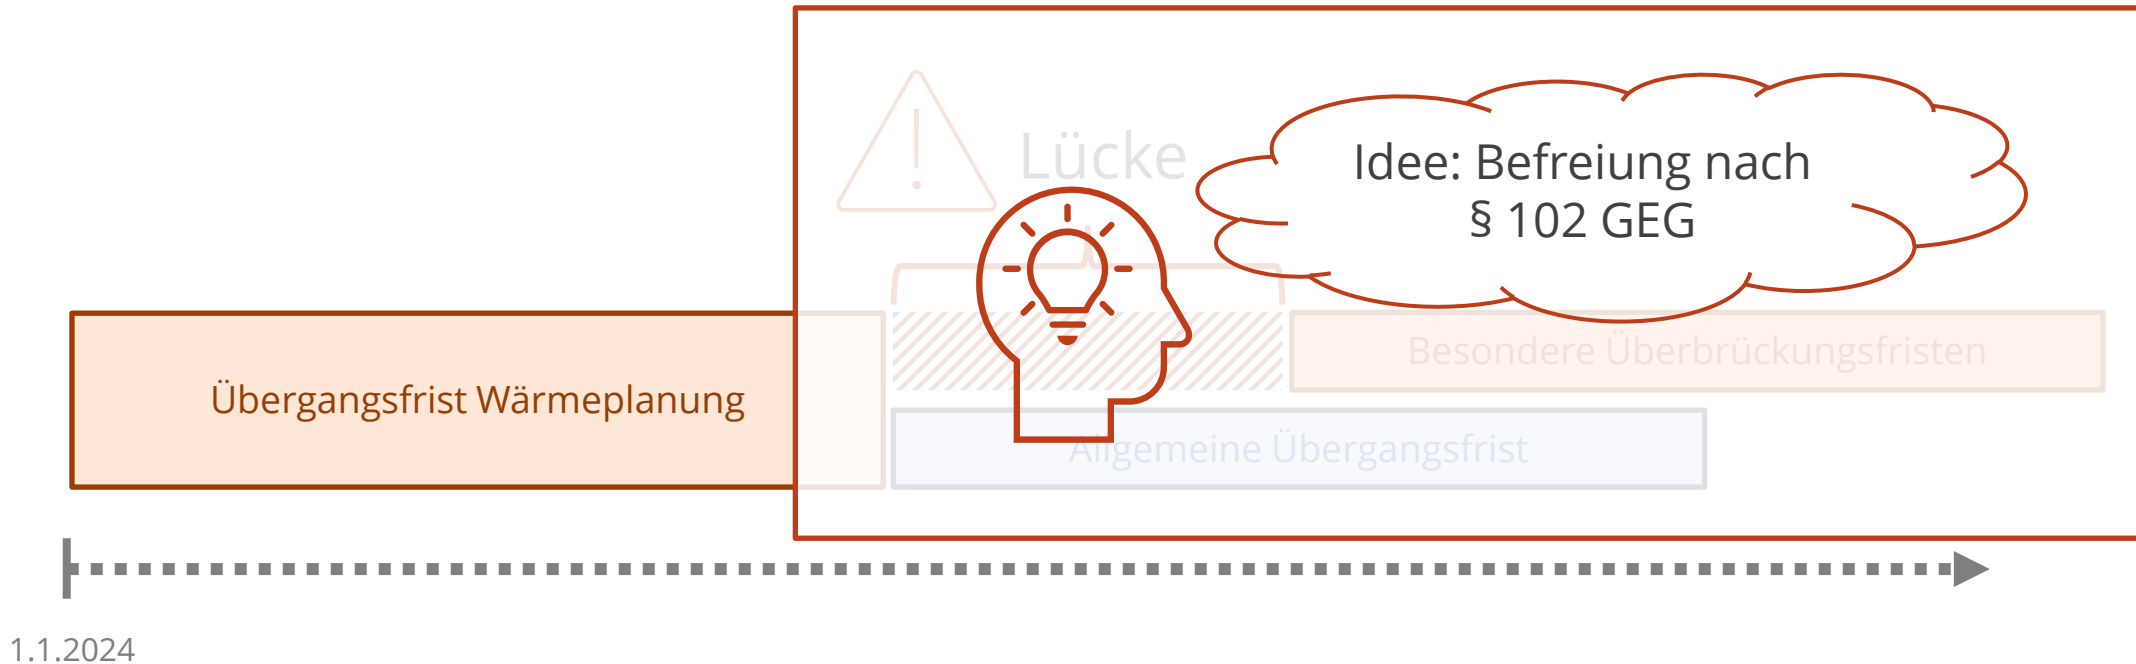 Lücke
Idee: Befreiung nach
§ 102 GEG
Besondere Überbrückungsfristen
Übergangsfrist Wärmeplanung
Allgemeine Übergangsfrist
1.1.2024